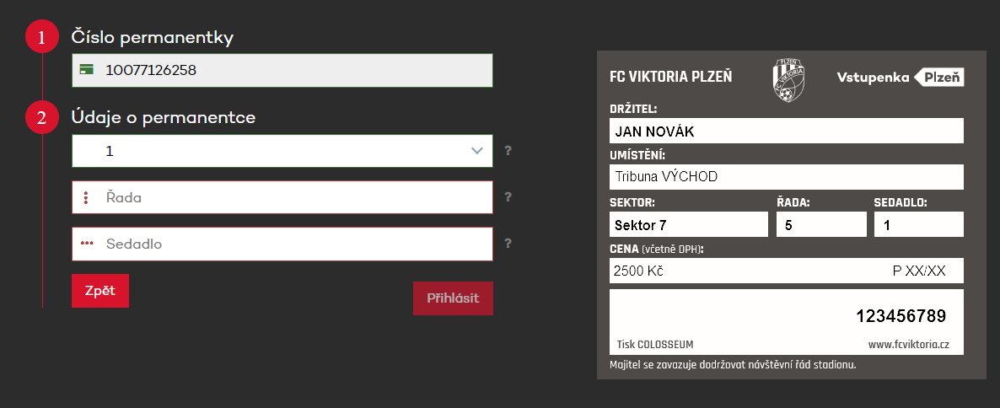 1 Číslo permanentky
10077126258
2 Údaje o permanentce
1 ?
Řada ?
Sedadlo ?
Zpět
Přihlásit
FC VIKTORIA PLZEŇ
PLZEŇ
FC VIKTORIA
Vstupenka Plzeň
DRŽITEL:
JAN NOVÁK
UMÍSTĚNÍ:
Tribuna VÝCHOD
SEKTOR: ŘADA: SEDADLO:
Sektor 7 5 1
CENA (včetně DPH):
2500 Kč P XX/XX
123456789
Tisk COLOSSEUM www.fcviktoria.cz
Majitel se zavazuje dodržovat návštěvní řád stadionu.